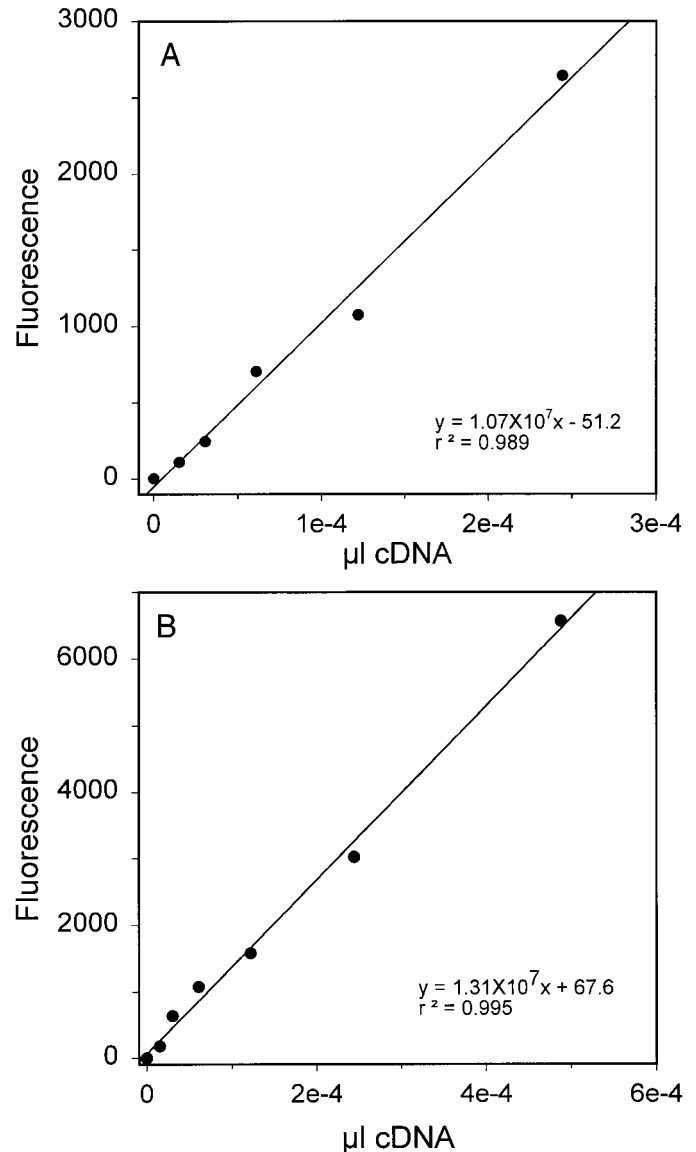 A
3000
2000
1000
0
Fluorescence
y = 1.07X10⁷x - 51.2
r ² = 0.989
0 1e-4 2e-4 3e-4
µl cDNA
B
6000
4000
2000
0
Fluorescence
y = 1.31X10⁷x + 67.6
r ² = 0.995
0 2e-4 4e-4 6e-4
µl cDNA